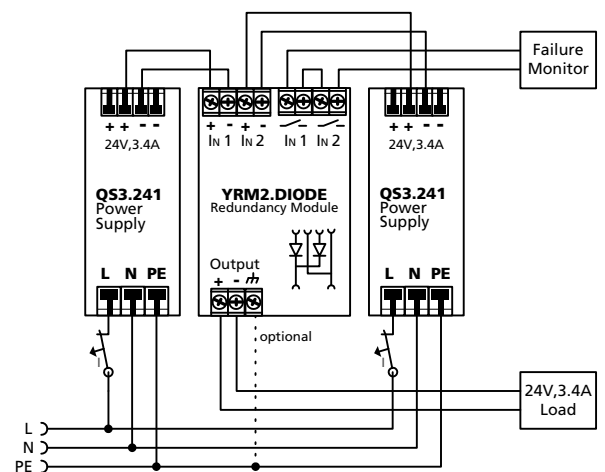 Failure
Monitor
+ + - -
24V,3.4A
QS3.241
Power
Supply
L N PE
+ - + -
IN 1 IN 2 IN 1 IN 2
YRM2.DIODE
Redundancy Module
Output
+ -
optional
+ + - -
24V,3.4A
QS3.241
Power
Supply
L N PE
I
I
24V,3.4A
Load
L
N
PE